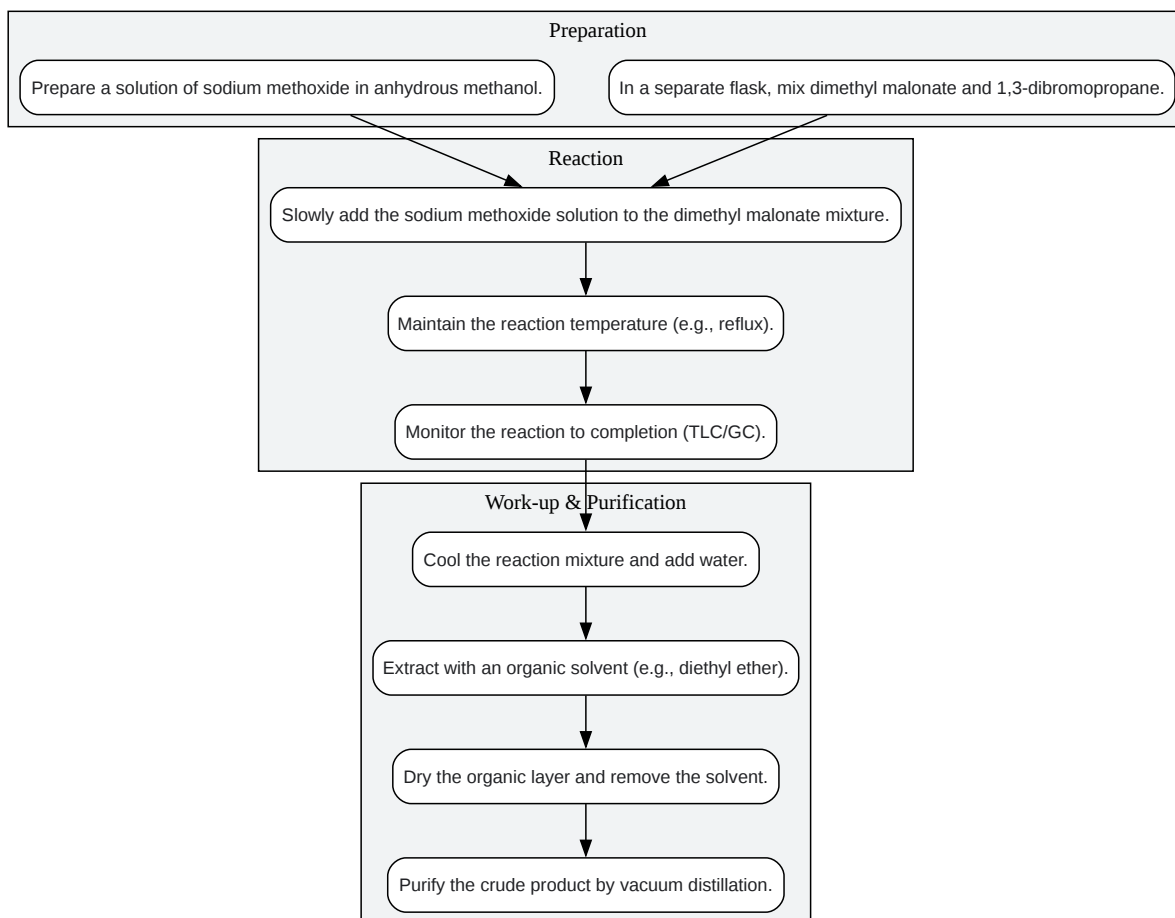 Preparation
Prepare a solution of sodium methoxide in anhydrous methanol.
In a separate flask, mix dimethyl malonate and 1,3-dibromopropane.
Reaction
Slowly add the sodium methoxide solution to the dimethyl malonate mixture.
Maintain the reaction temperature (e.g., reflux).
Monitor the reaction to completion (TLC/GC).
Work-up & Purification
Cool the reaction mixture and add water.
Extract with an organic solvent (e.g., diethyl ether).
Dry the organic layer and remove the solvent.
Purify the crude product by vacuum distillation.